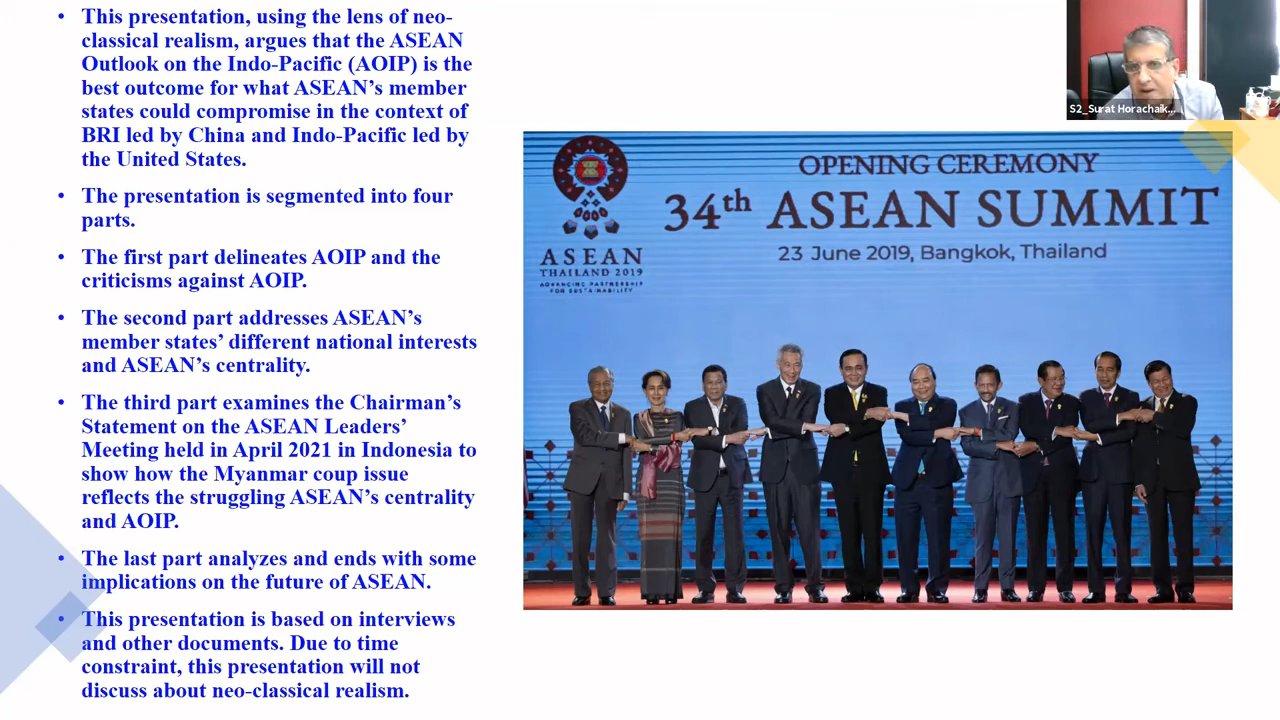 • This presentation, using the lens of neo-
classical realism, argues that the ASEAN
Outlook on the Indo-Pacific (AOIP) is the
best outcome for what ASEAN’s member
states could compromise in the context of
BRI led by China and Indo-Pacific led by
the United States.
• The presentation is segmented into four
parts.
• The first part delineates AOIP and the
criticisms against AOIP.
• The second part addresses ASEAN’s
member states’ different national interests
and ASEAN’s centrality.
• The third part examines the Chairman’s
Statement on the ASEAN Leaders’
Meeting held in April 2021 in Indonesia to
show how the Myanmar coup issue
reflects the struggling ASEAN’s centrality
and AOIP.
• The last part analyzes and ends with some
implications on the future of ASEAN.
• This presentation is based on interviews
and other documents. Due to time
constraint, this presentation will not
discuss about neo-classical realism.
S2_Surat Horachaik...
OPENING CEREMONY
34th ASEAN SUMMIT
23 June 2019, Bangkok, Thailand
ASEAN
THAILAND 2019
ADVANCING PARTNERSHIP
FOR SUSTAINABILITY